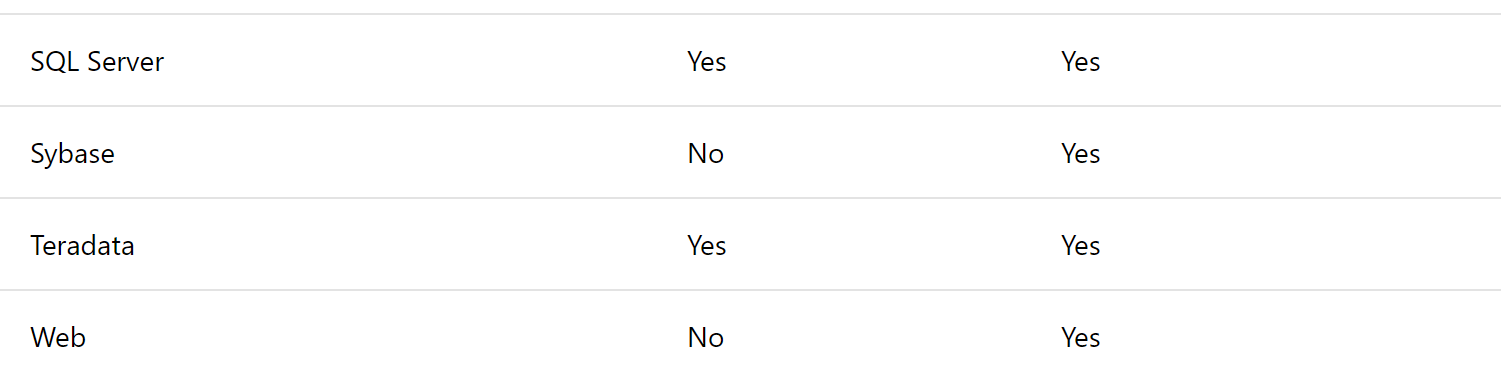 SQL Server Yes Yes
Sybase No Yes
Teradata Yes Yes
Web No Yes